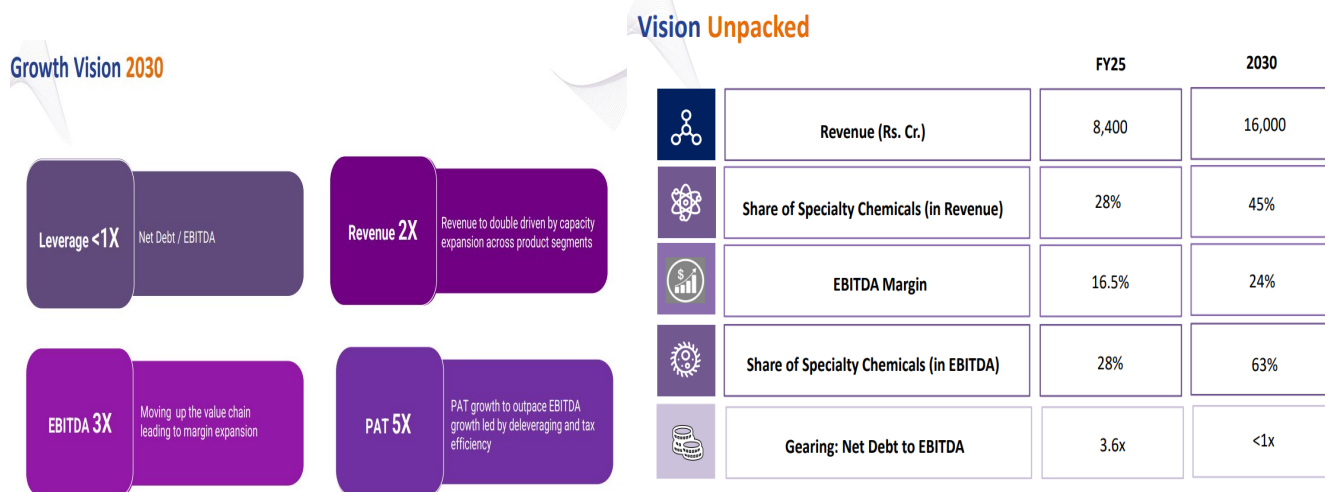 Growth Vision 2030
Leverage <1X
Net Debt / EBITDA
Revenue 2X
Revenue to double driven by capacity
expansion across product segments
EBITDA 3X
Moving up the value chain
leading to margin expansion
PAT 5X
PAT growth to outpace EBITDA
growth led by deleveraging and tax
efficiency
Vision Unpacked
FY25 2030
Revenue (Rs. Cr.) 8,400 16,000
Share of Specialty Chemicals (in Revenue) 28% 45%
$
EBITDA Margin 16.5% 24%
Share of Specialty Chemicals (in EBITDA) 28% 63%
Gearing: Net Debt to EBITDA 3.6x <1x